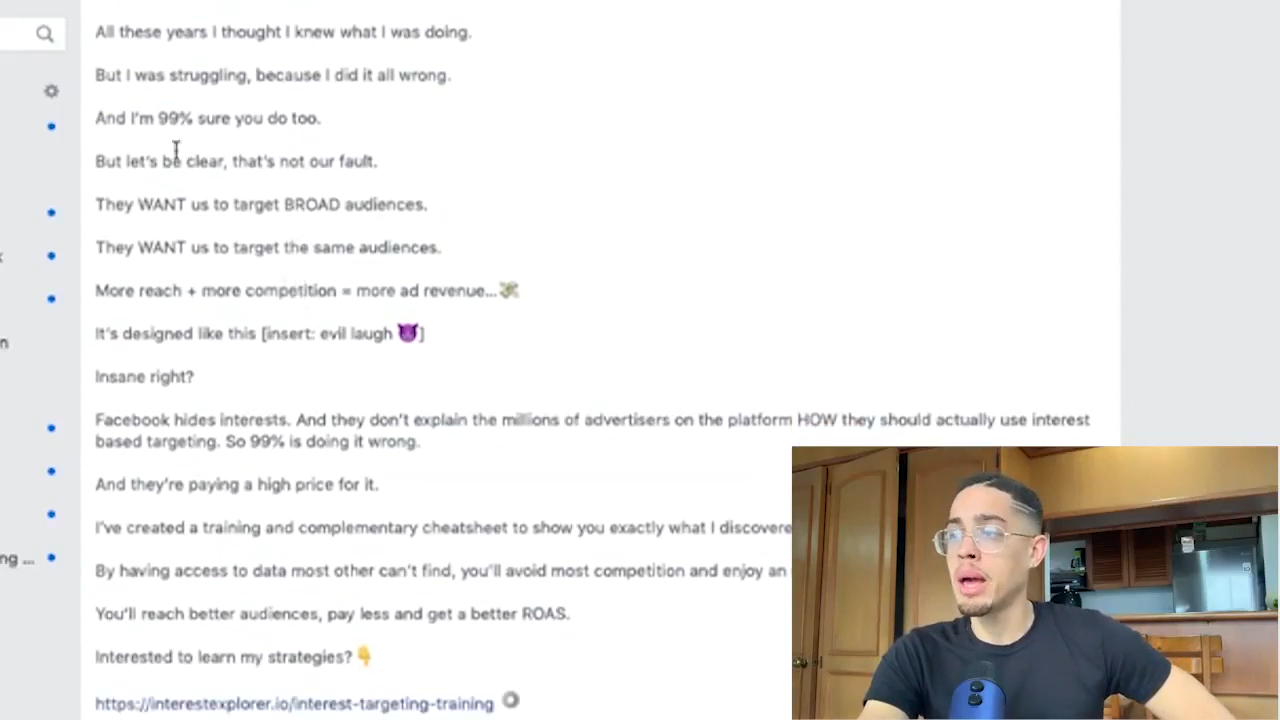 All these years I thought I knew what I was doing.
But I was struggling, because I did it all wrong.
And I'm 99% sure you do too.
But let's be clear, that's not our fault.
They WANT us to target BROAD audiences.
They WANT us to target the same audiences.
More reach + more competition = more ad revenue...💸
It's designed like this [insert: evil laugh 😈]
n
Insane right?
Facebook hides interests. And they don't explain the millions of advertisers on the platform HOW they should actually use interest
based targeting. So 99% is doing it wrong.
And they're paying a high price for it.
I've created a training and complementary cheatsheet to show you exactly what I discovere
ng ...
By having access to data most other can't find, you'll avoid most competition and enjoy an
You'll reach better audiences, pay less and get a better ROAS.
Interested to learn my strategies? 👇
https://interestexplorer.io/interest-targeting-training